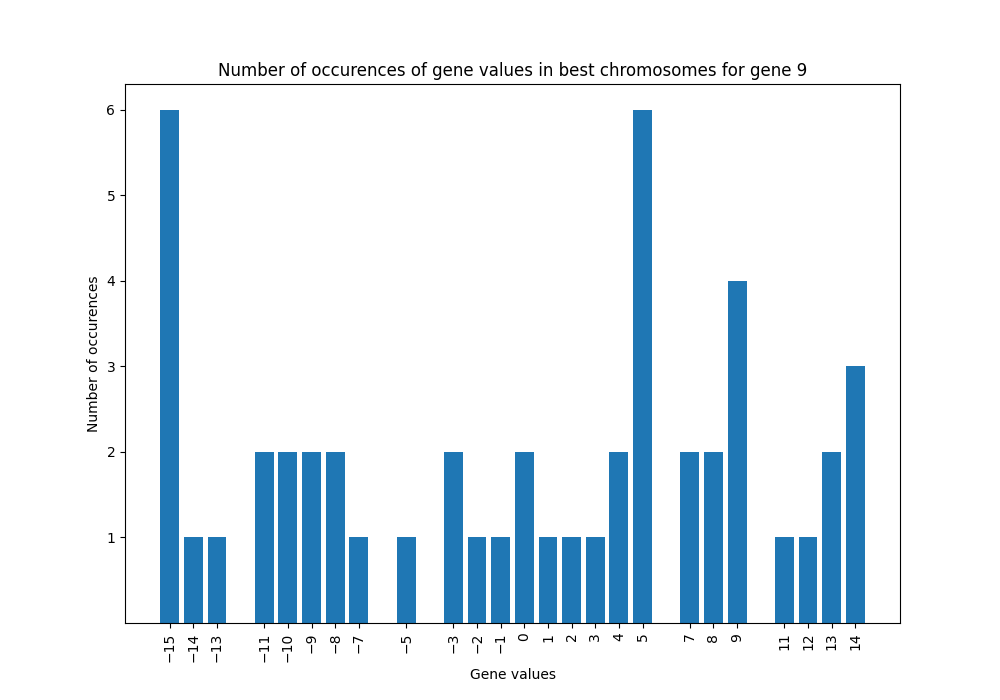 Number of occurences of gene values in best chromosomes for gene 9
Number of occurences
6
5
4
3
2
1
−15 −14 −13 −11 −10 −9 −8 −7 −5 −3 −2 −1 0 1 2 3 4 5 7 8 9 11 12 13 14
Gene values